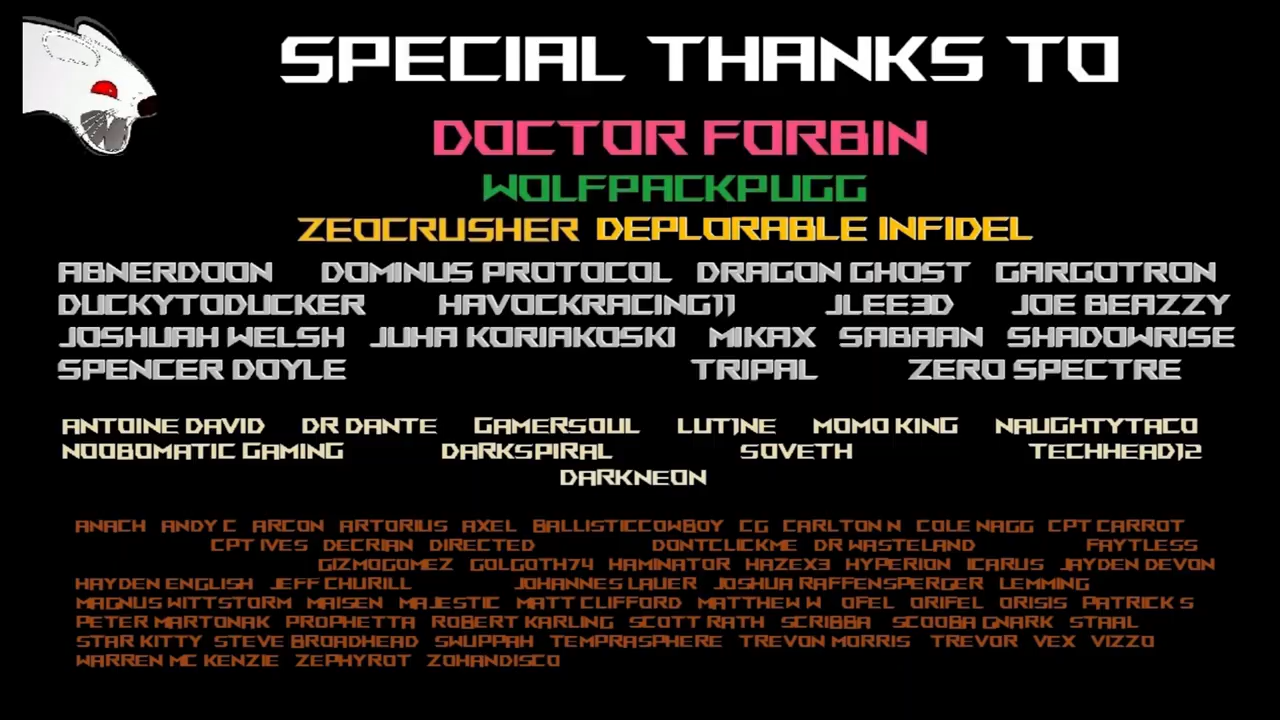 SPECIAL THANKS TO
DOCTOR FORBIN
WOLFPACKPUGG
ZEOCRUSHER DEPLORABLE INFIDEL
ABNERDOON DOMINUS PROTOCOL DRAGON GHOST GARGOTRON
DUCKYTODUCKER HAVOCKRACING11 JLEE3D JOE BEAZZY
JOSHUAH WELSH JUHA KORIAKOSKI MIKAX SABAAN SHADOWRISE
SPENCER DOYLE TRIPAL ZERO SPECTRE
ANTOINE DAVID DR DANTE GAMERSOUL LUT1NE MOMO KING NAUGHTYTACO
NOOBOMATIC GAMING DARKSPIRAL SOVETH TECHHEAD12
DARKNEON
ANACH ANDY C ARCON ARTORIUS AXEL BALLISTICCOWBOY CG CARLTON N COLE NAGG CPT CARROT
CPT IVES DECRIAN DIRECTED DONTCLICKME DR WASTELAND FAYTLESS
GIZMOGOMEZ GOLGOTH74 HAMINATOR HAZEX3 HYPERION ICARUS JAYDEN DEVON
HAYDEN ENGLISH JEFF CHURILL JOHANNES LAUER JOSHUA RAFFENSPERGER LEMMING
MAGNUS WITTSTORM MAISEN MAJESTIC MATT CLIFFORD MATTHEW W OFEL ORIFEL ORISIS PATRICK S
PETER MARTONAK PROPHETTA ROBERT KARLING SCOTT RATH SCRIBBA SCOOBA GNARK STAAL
STAR KITTY STEVE BROADHEAD SWUPPAH TEMPRASPHERE TREVON MORRIS TREVOR VEX VIZZO
WARREN MC KENZIE ZEPHYROT ZOHANDISCO